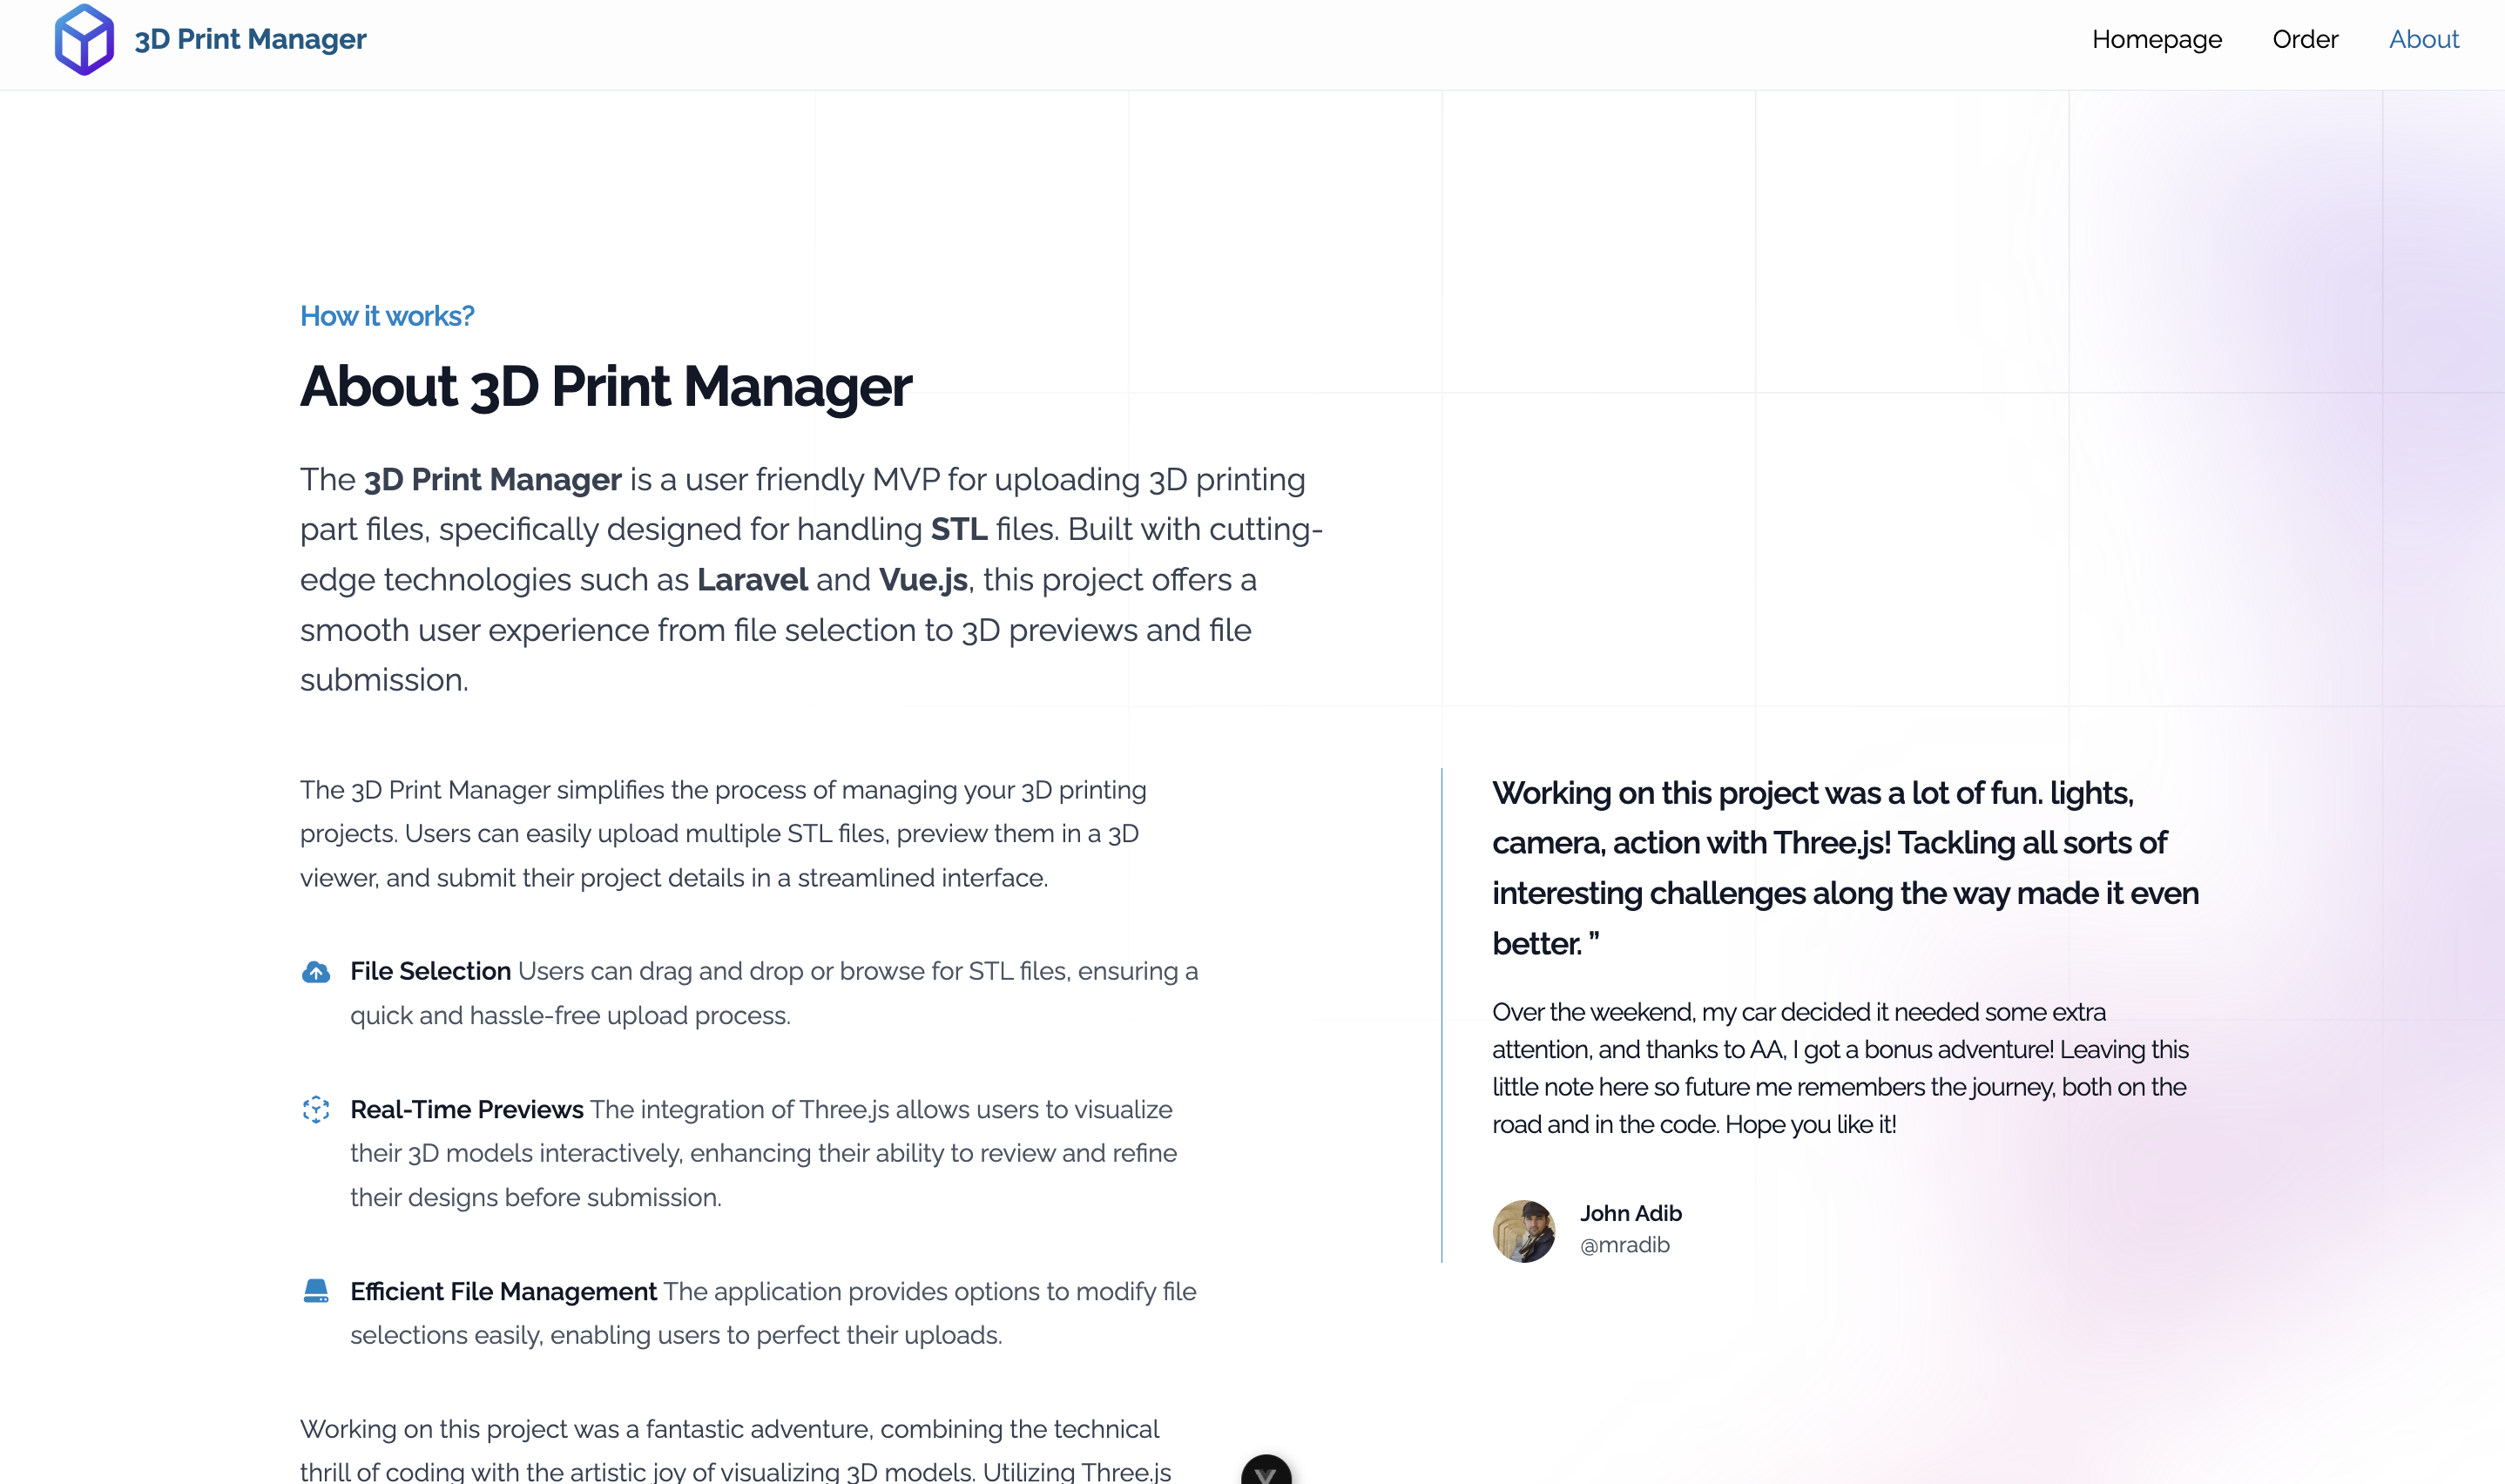 3D Print Manager
Homepage
Order
About
How it works?
About 3D Print Manager
The 3D Print Manager is a user friendly MVP for uploading 3D printing
part files, specifically designed for handling STL files. Built with cutting-
edge technologies such as Laravel and Vue.js, this project offers a
smooth user experience from file selection to 3D previews and file
submission.
The 3D Print Manager simplifies the process of managing your 3D printing
projects. Users can easily upload multiple STL files, preview them in a 3D
viewer, and submit their project details in a streamlined interface.
File Selection Users can drag and drop or browse for STL files, ensuring a
quick and hassle-free upload process.
Real-Time Previews The integration of Three.js allows users to visualize
their 3D models interactively, enhancing their ability to review and refine
their designs before submission.
Efficient File Management The application provides options to modify file
selections easily, enabling users to perfect their uploads.
Working on this project was a fantastic adventure, combining the technical
thrill of coding with the artistic joy of visualizing 3D models. Utilizing Three.js
Working on this project was a lot of fun. lights,
camera, action with Three.js! Tackling all sorts of
interesting challenges along the way made it even
better. ”
Over the weekend, my car decided it needed some extra
attention, and thanks to AA, I got a bonus adventure! Leaving this
little note here so future me remembers the journey, both on the
road and in the code. Hope you like it!
John Adib
@mradib